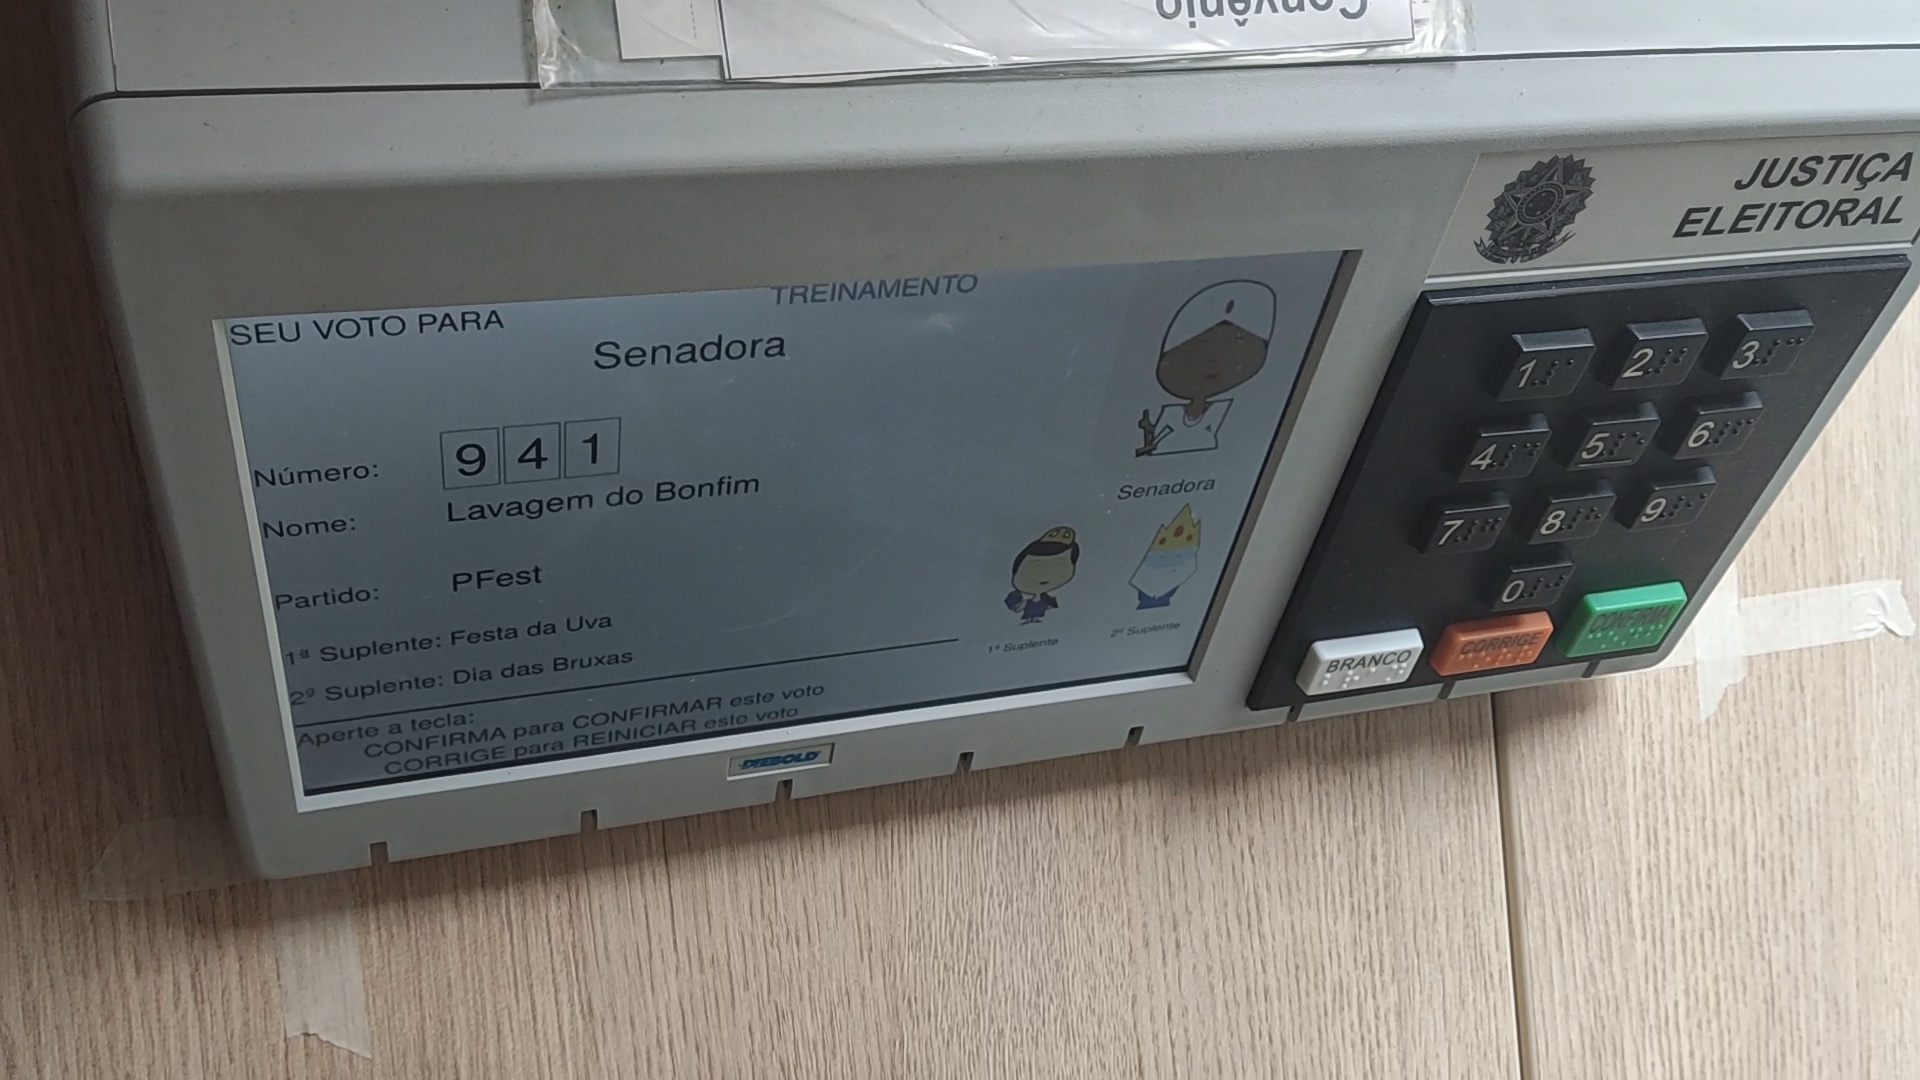 Convênio
JUSTIÇA
ELEITORAL
TREINAMENTO
SEU VOTO PARA
Senadora
Número: 9 4 1
Nome: Lavagem do Bonfim
Partido: PFest
1ª Suplente: Festa da Uva
2º Suplente: Dia das Bruxas
Senadora
1ª Suplente
2º Suplente
Aperte a tecla:
CONFIRMA para CONFIRMAR este voto
CORRIGE para REINICIAR este voto
DIEBOLD
1 2 3
4 5 6
7 8 9
0
BRANCO CORRIGE CONFIRMA